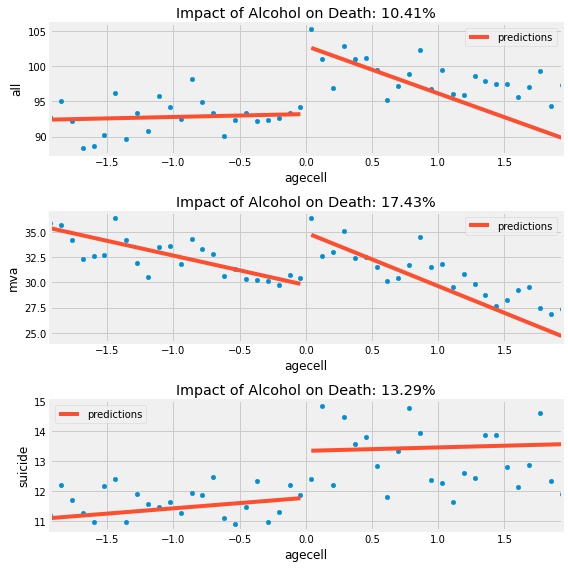 Impact of Alcohol on Death: 10.41%
105
100
95
90
all
predictions
−1.5 −1.0 −0.5 0.0 0.5 1.0 1.5
agecell
Impact of Alcohol on Death: 17.43%
35.0
32.5
30.0
27.5
25.0
mva
predictions
−1.5 −1.0 −0.5 0.0 0.5 1.0 1.5
agecell
Impact of Alcohol on Death: 13.29%
15
14
13
12
11
suicide
predictions
−1.5 −1.0 −0.5 0.0 0.5 1.0 1.5
agecell